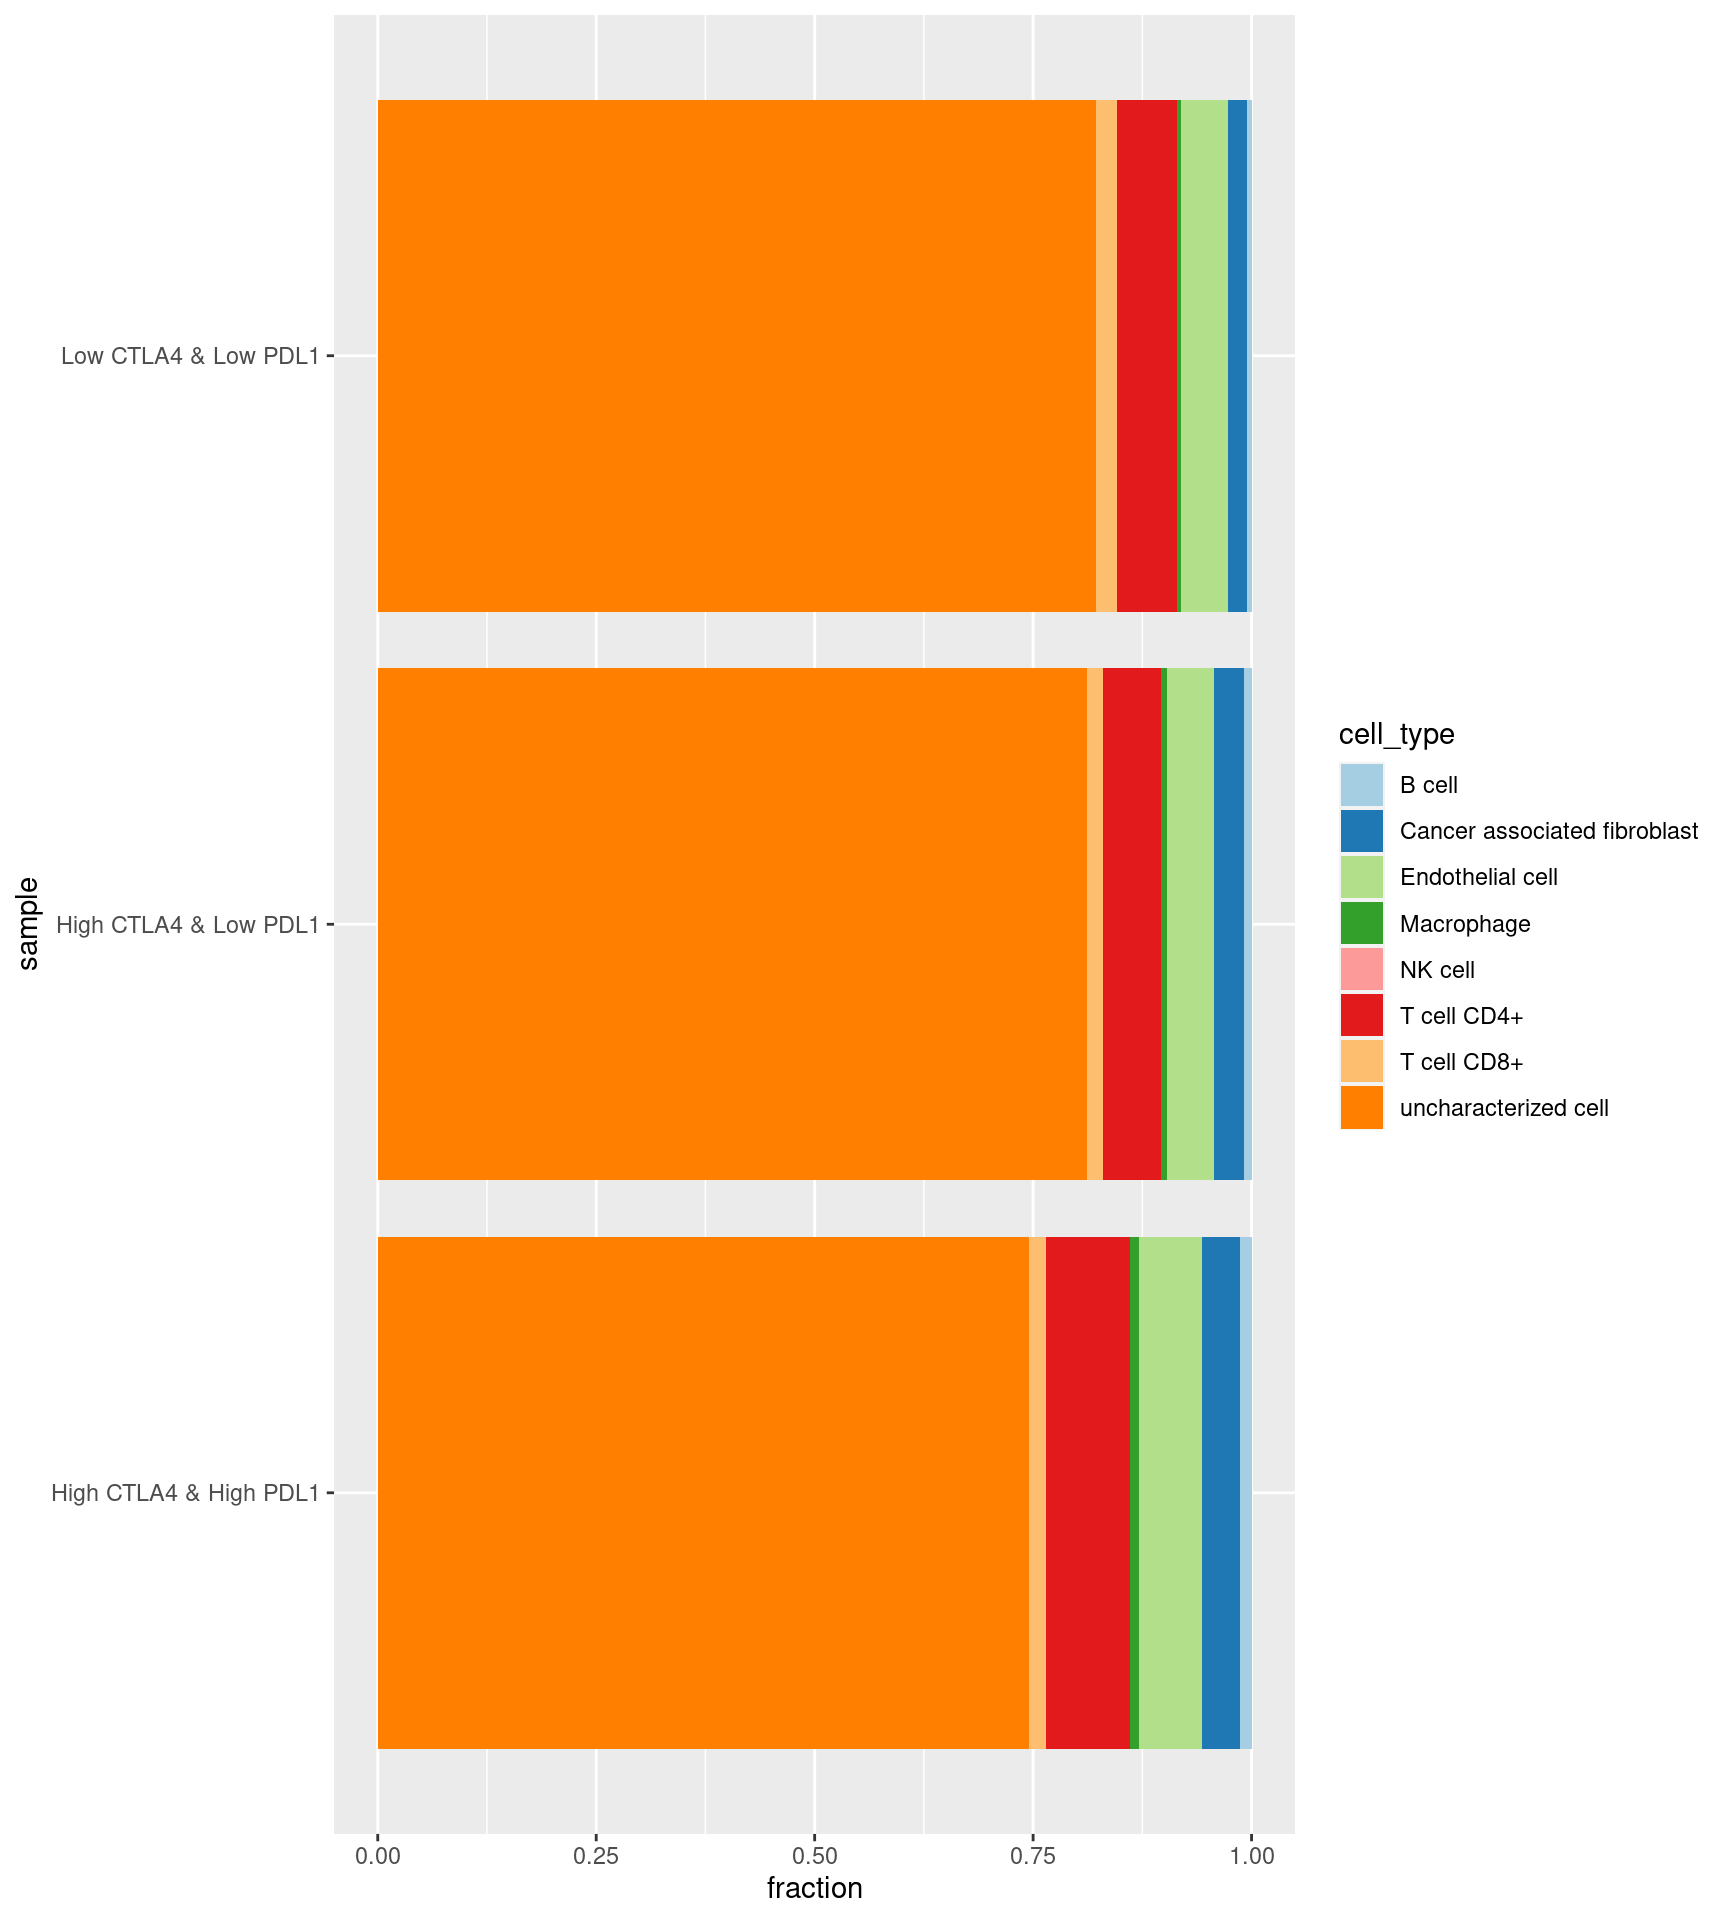 Low CTLA4 & Low PDL1
High CTLA4 & Low PDL1
High CTLA4 & High PDL1
sample
0.00
0.25
0.50
0.75
1.00
fraction
cell_type
B cell
Cancer associated fibroblast
Endothelial cell
Macrophage
NK cell
T cell CD4+
T cell CD8+
uncharacterized cell